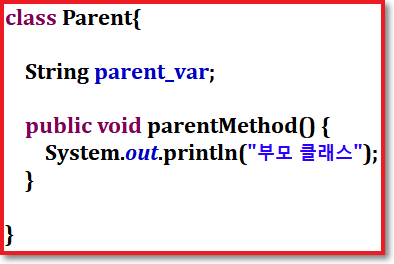 class Parent{
String parent_var;
public void parentMethod() {
System.out.println("부모 클래스");
}
}